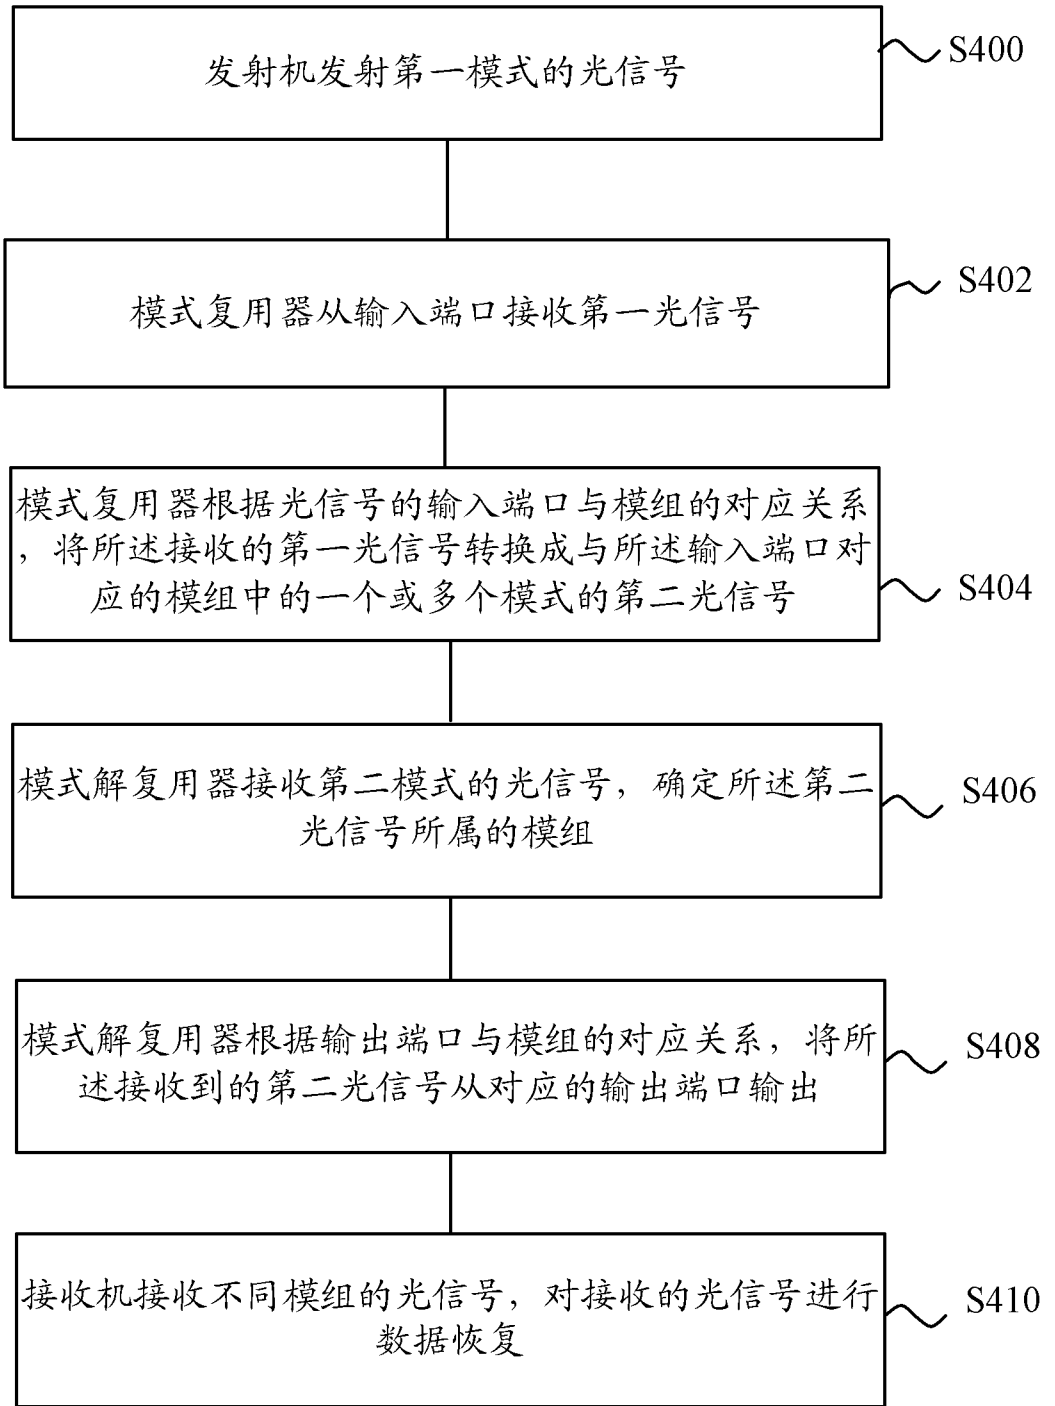 发射机发射第一模式的光信号
S400
模式复用器从输入端口接收第一光信号
S402
模式复用器根据光信号的输入端口与模组的对应关系
，将所述接收的第一光信号转换成与所述输入端口对
应的模组中的一个或多个模式的第二光信号
S404
模式解复用器接收第二模式的光信号，确定所述第二
光信号所属的模组
S406
模式解复用器根据输出端口与模组的对应关系，将所
述接收到的第二光信号从对应的输出端口输出
S408
接收机接收不同模组的光信号，对接收的光信号进行
数据恢复
S410